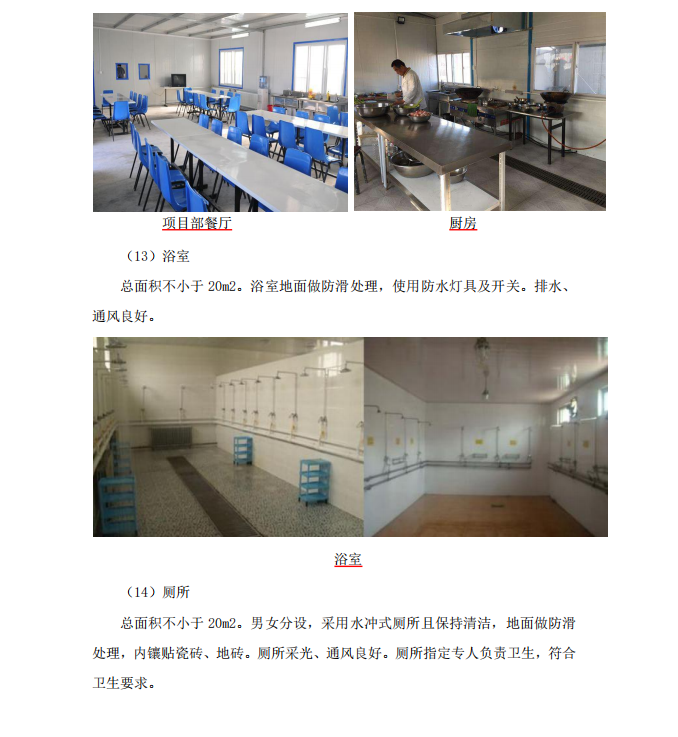 项目部餐厅
厨房
（13）浴室
总面积不小于 20m2。浴室地面做防滑处理，使用防水灯具及开关。排水、
通风良好。
浴室
（14）厕所
总面积不小于 20m2。男女分设，采用水冲式厕所且保持清洁，地面做防滑
处理，内镶贴瓷砖、地砖。厕所采光、通风良好。厕所指定专人负责卫生，符合
卫生要求。